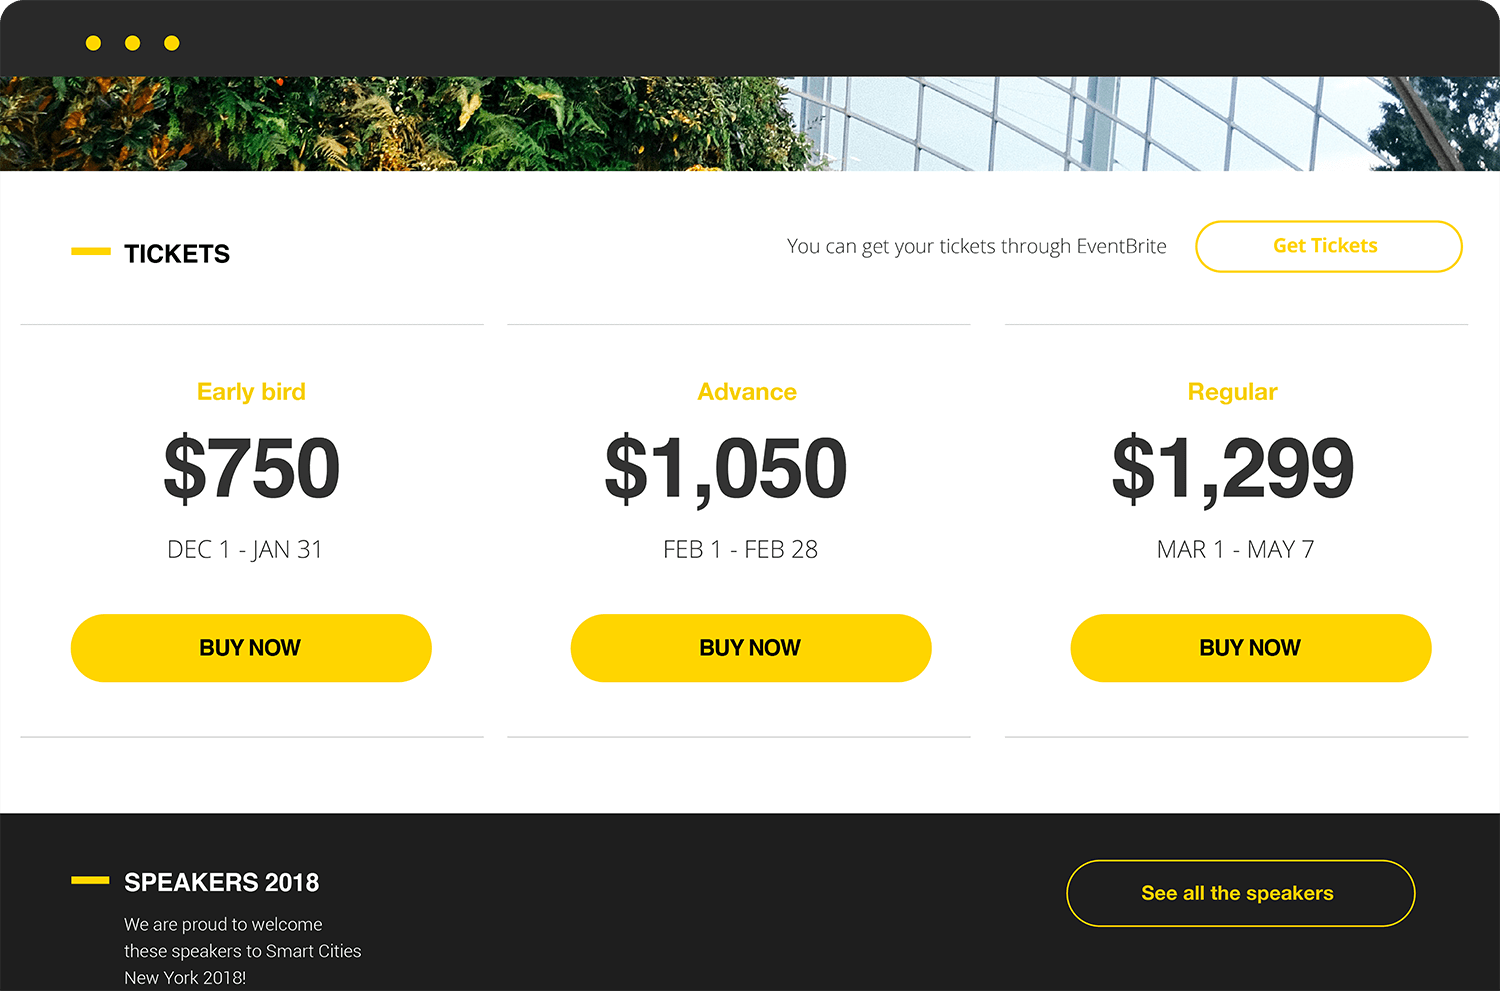 TICKETS
You can get your tickets through EventBrite
Get Tickets
Early bird
$750
DEC 1 - JAN 31
BUY NOW
Advance
$1,050
FEB 1 - FEB 28
BUY NOW
Regular
$1,299
MAR 1 - MAY 7
BUY NOW
SPEAKERS 2018
We are proud to welcome
these speakers to Smart Cities
New York 2018!
See all the speakers